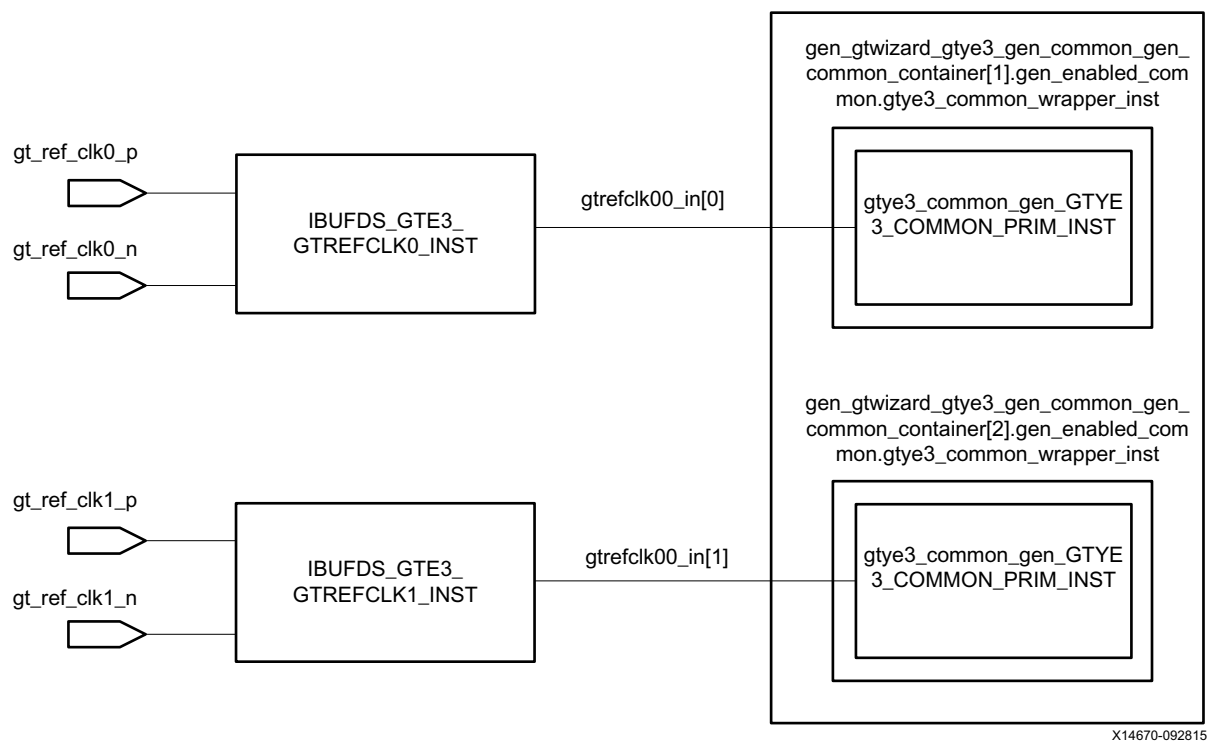 gen_gtwizard_gtye3_gen_common_gen_
common_container[1].gen_enabled_com
mon.gtye3_common_wrapper_inst
gt_ref_clk0_p
gtrefclk00_in[0]
gtye3_common_gen_GTYE
3_COMMON_PRIM_INST
IBUFDS_GTE3_
GTREFCLK0_INST
gt_ref_clk0_n
gen_gtwizard_gtye3_gen_common_gen_
common_container[2].gen_enabled_com
mon.gtye3_common_wrapper_inst
gt_ref_clk1_p
gtrefclk00_in[1]
gtye3_common_gen_GTYE
3_COMMON_PRIM_INST
IBUFDS_GTE3_
GTREFCLK1_INST
gt_ref_clk1_n
X14670-092815